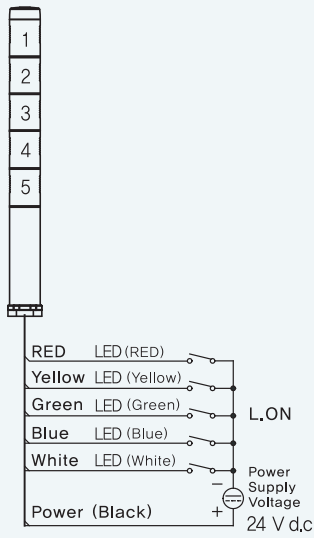 1
2
3
4
5
RED LED (RED)
Yellow LED (Yellow)
Green LED (Green)
L.ON
Blue LED (Blue)
White LED (White)
Power
Supply
Voltage
24 V d.c
−
+
Power (Black)